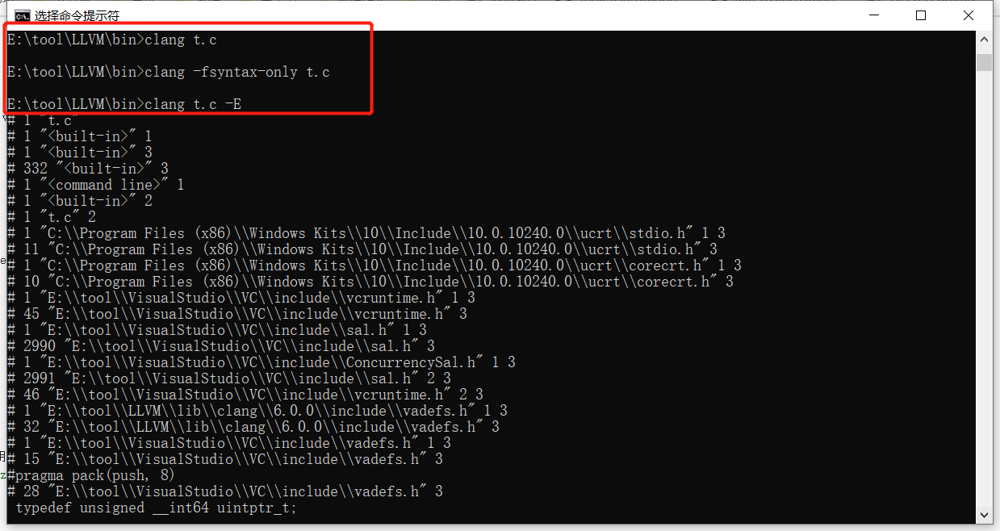 选择命令提示符
E:\tool\LLVM\bin>clang t.c
E:\tool\LLVM\bin>clang -fsyntax-only t.c
E:\tool\LLVM\bin>clang t.c -E
# 1 "t.c"
# 1 "<built-in>" 1
# 1 "<built-in>" 3
# 332 "<built-in>" 3
# 1 "<command line>" 1
# 1 "<built-in>" 2
# 1 "t.c" 2
# 1 "C:\\Program Files (x86)\\Windows Kits\\10\\Include\\10.0.10240.0\\ucrt\\stdio.h" 1 3
# 11 "C:\\Program Files (x86)\\Windows Kits\\10\\Include\\10.0.10240.0\\ucrt\\stdio.h" 3
# 1 "C:\\Program Files (x86)\\Windows Kits\\10\\Include\\10.0.10240.0\\ucrt\\corecrt.h" 1 3
# 10 "C:\\Program Files (x86)\\Windows Kits\\10\\Include\\10.0.10240.0\\ucrt\\corecrt.h" 3
# 1 "E:\\tool\\VisualStudio\\VC\\include\\vcruntime.h" 1 3
# 45 "E:\\tool\\VisualStudio\\VC\\include\\vcruntime.h" 3
# 1 "E:\\tool\\VisualStudio\\VC\\include\\sal.h" 1 3
# 2990 "E:\\tool\\VisualStudio\\VC\\include\\sal.h" 3
# 1 "E:\\tool\\VisualStudio\\VC\\include\\ConcurrencySal.h" 1 3
# 2991 "E:\\tool\\VisualStudio\\VC\\include\\sal.h" 2 3
# 46 "E:\\tool\\VisualStudio\\VC\\include\\vcruntime.h" 2 3
# 1 "E:\\tool\\LLVM\\lib\\clang\\6.0.0\\include\\vadefs.h" 1 3
# 32 "E:\\tool\\LLVM\\lib\\clang\\6.0.0\\include\\vadefs.h" 3
# 1 "E:\\tool\\VisualStudio\\VC\\include\\vadefs.h" 1 3
# 15 "E:\\tool\\VisualStudio\\VC\\include\\vadefs.h" 3
#pragma pack(push, 8)
# 28 "E:\\tool\\VisualStudio\\VC\\include\\vadefs.h" 3
typedef unsigned __int64 uintptr_t;